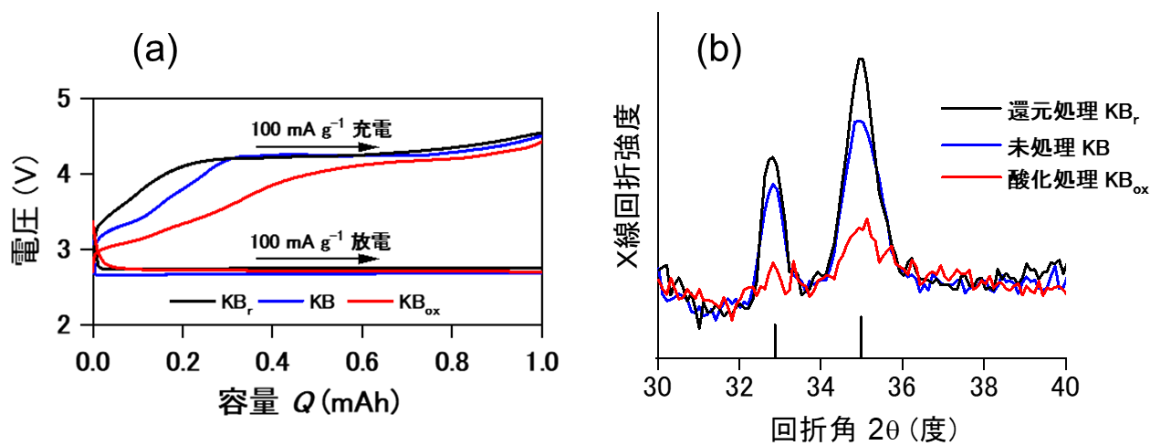 (a)
電圧 (V)
5
4
3
2
100 mA g⁻¹ 充電
100 mA g⁻¹ 放電
KBr KB KBox
0.0 0.2 0.4 0.6 0.8 1.0
容量 Q (mAh)
(b)
X線回折強度
還元処理 KBr
未処理 KB
酸化処理 KBox
30 32 34 36 38 40
回折角 2θ (度)